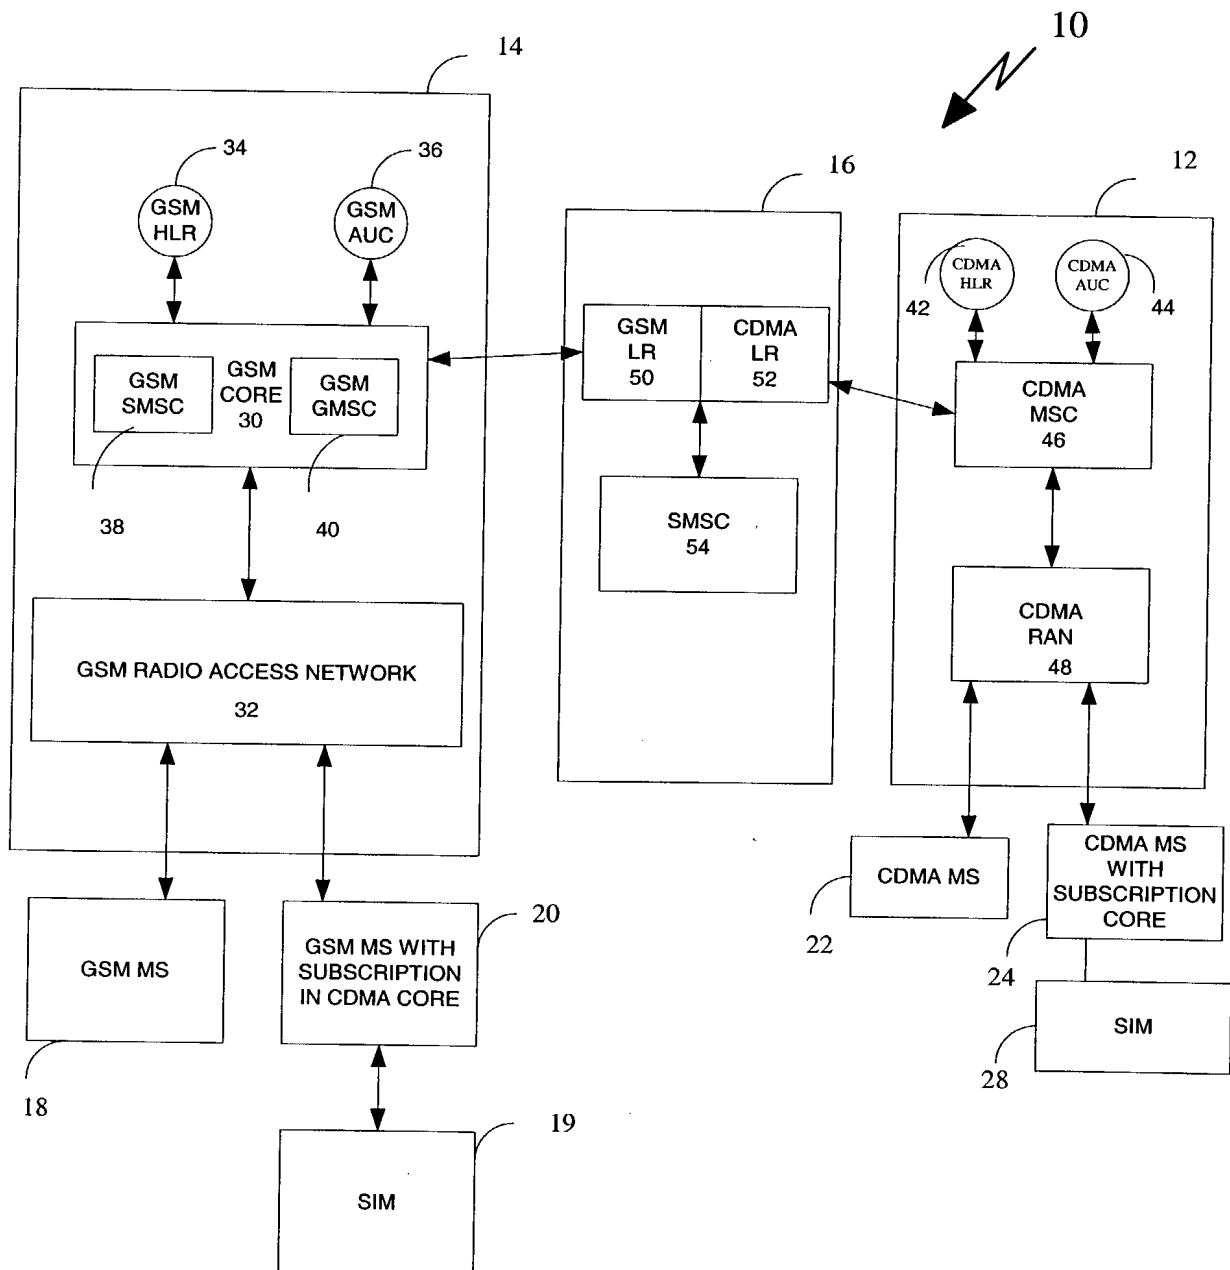 10
14
34
36
GSM
HLR
GSM
AUC
GSM
SMSC
GSM
CORE
30
GSM
GMSC
38
40
GSM RADIO ACCESS NETWORK
32
GSM MS
18
20
GSM MS WITH
SUBSCRIPTION
IN CDMA CORE
19
SIM
16
GSM
LR
50
CDMA
LR
52
SMSC
54
12
CDMA
HLR
42
CDMA
AUC
44
CDMA
MSC
46
CDMA
RAN
48
CDMA MS
22
CDMA MS
WITH
SUBSCRIPTION
CORE
24
SIM
28